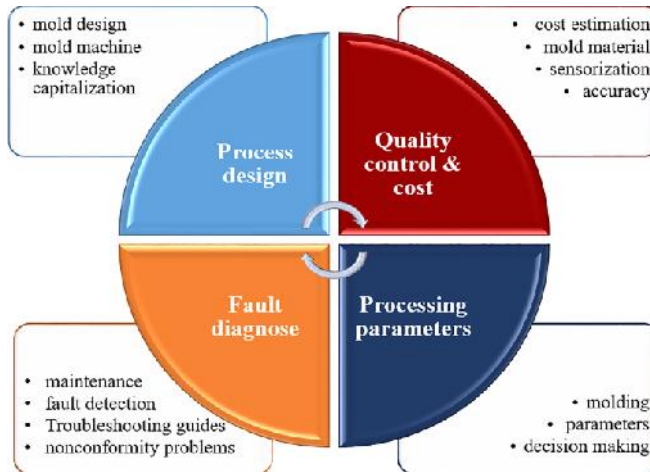 • mold design
• mold machine
• knowledge
capitalization
• cost estimation
• mold material
• sensorization
• accuracy
Process
design
Quality
control &
cost
Fault
diagnose
Processing
parameters
• maintenance
• fault detection
• Troubleshooting guides
• nonconformity problems
• molding
• parameters
• decision making